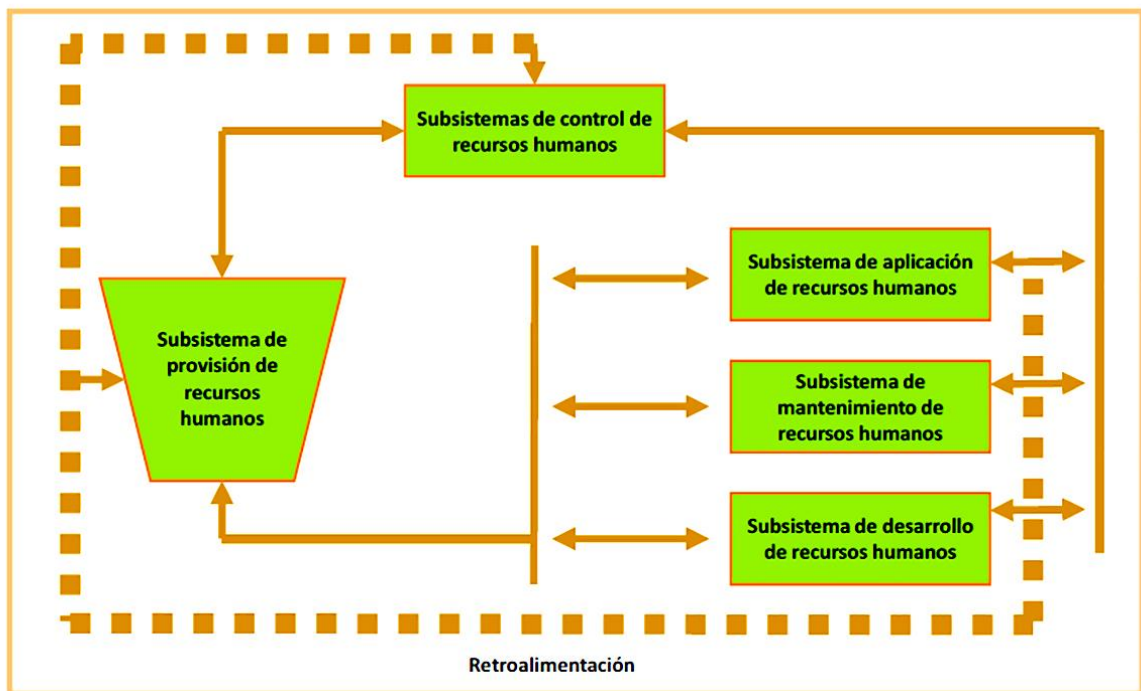 Subsistemas de control de
recursos humanos
Subsistema de
provisión de
recursos
humanos
Subsistema de aplicación
de recursos humanos
Subsistema de
mantenimiento de
recursos humanos
Subsistema de desarrollo
de recursos humanos
Retroalimentación